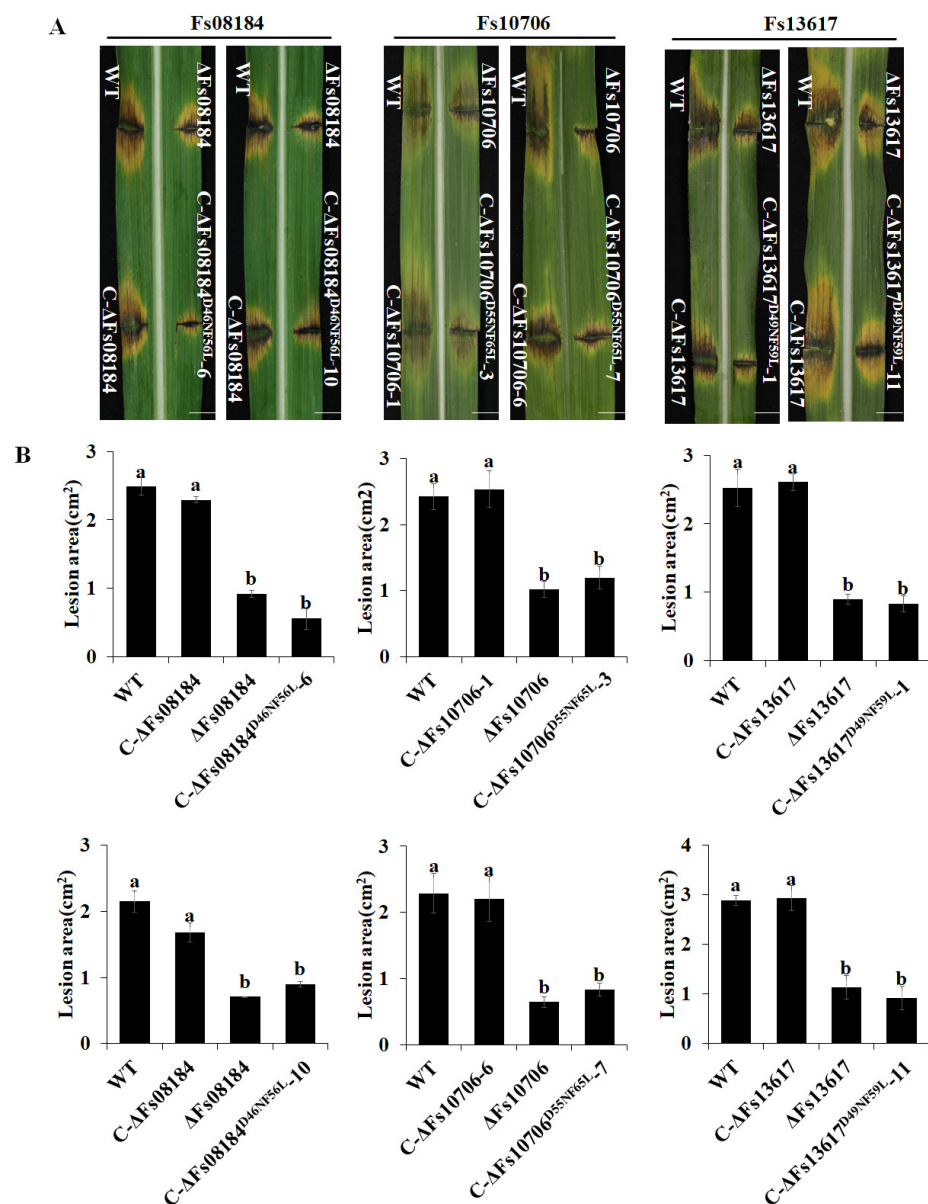 A
Fs08184
Fs10706
Fs13617
WT
ΔFs08184
WT
ΔFs08184
WT
ΔFs10706
WT
ΔFs10706
WT
ΔFs13617
WT
ΔFs13617
C-ΔFs08184
C-ΔFs08184D46NF56L-6
C-ΔFs08184
C-ΔFs08184D46NF56L-10
C-ΔFs10706-1
C-ΔFs10706D55NF65L-3
C-ΔFs10706-6
C-ΔFs10706D55NF65L-7
C-ΔFs13617
C-ΔFs13617D49NF59L-1
C-ΔFs13617
C-ΔFs13617D49NF59L-11
B
Lesion area(cm2)
3
2
1
0
a
a
b
b
WT
C-ΔFs08184
ΔFs08184
C-ΔFs08184D46NF56L-6
Lesion area(cm2)
3
2
1
0
a
a
b
b
WT
C-ΔFs10706-1
ΔFs10706
C-ΔFs10706D55NF65L-3
Lesion area(cm2)
3
2
1
0
a
a
b
b
WT
C-ΔFs13617
ΔFs13617
C-ΔFs13617D49NF59L-1
Lesion area(cm2)
3
2
1
0
a
a
b
b
WT
C-ΔFs08184
ΔFs08184
C-ΔFs08184D46NF56L-10
Lesion area(cm2)
3
2
1
0
a
a
b
b
WT
C-ΔFs10706-6
ΔFs10706
C-ΔFs10706D55NF65L-7
Lesion area(cm2)
4
3
2
1
0
a
a
b
b
WT
C-ΔFs13617
ΔFs13617
C-ΔFs13617D49NF59L-11